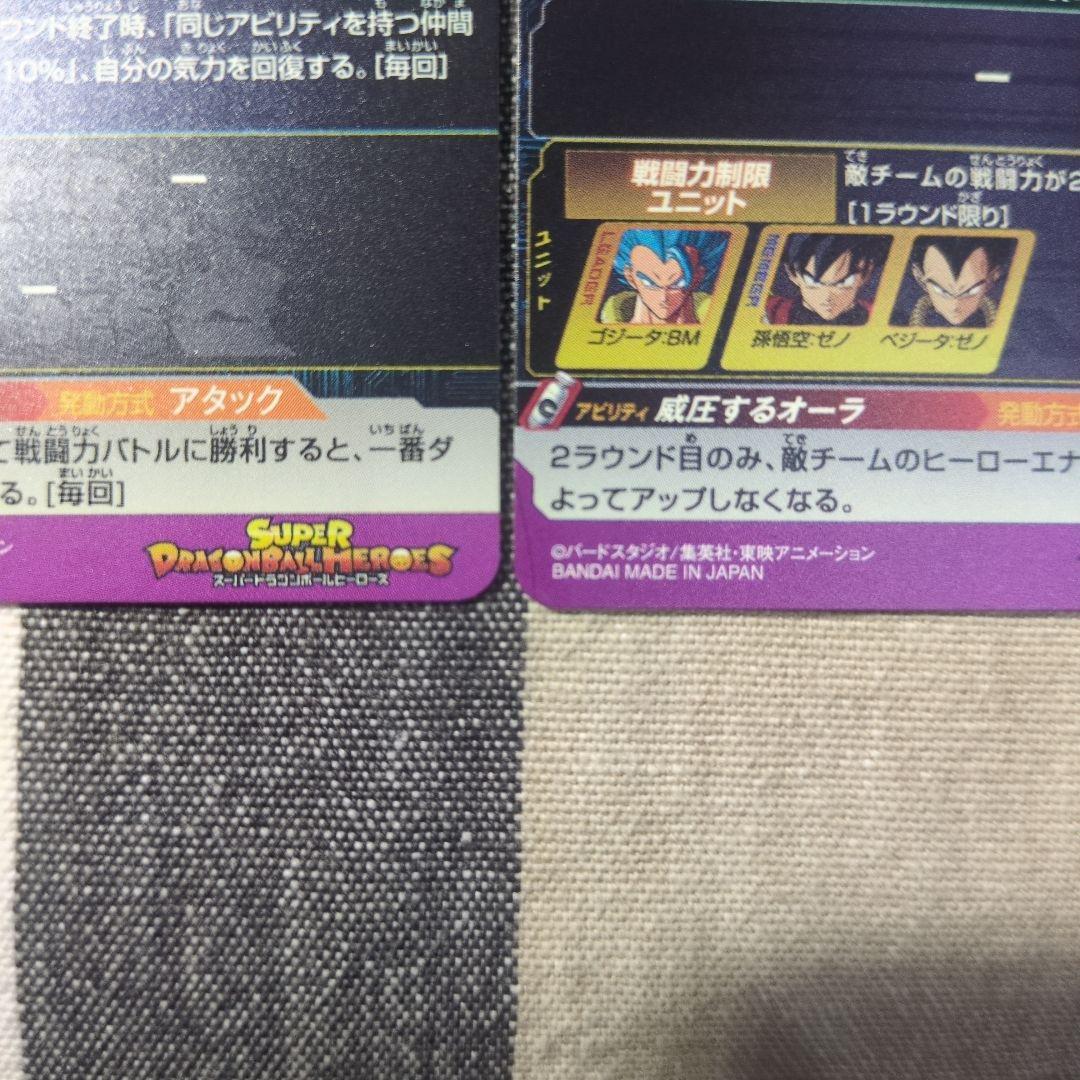 ウンド終了時、「同じアビリティを持つ仲間
10%」、自分の気力を回復する。[毎回]
ー
ー
発動方式 アタック
て戦闘力バトルに勝利すると、一番ダ
る。[毎回]
SUPER
DRAGONBALL HEROES
スーパードラゴンボールヒーローズ
ー
戦闘力制限
ユニット
敵チームの戦闘力が2
[1ラウンド限り]
ユニット
LEADER
ゴジータ:BM
MEMBER
孫悟空:ゼノ
ベジータ:ゼノ
アビリティ 威圧するオーラ
発動方式
2ラウンド目のみ、敵チームのヒーローエナ
よってアップしなくなる。
©バードスタジオ/集英社・東映アニメーション
BANDAI MADE IN JAPAN